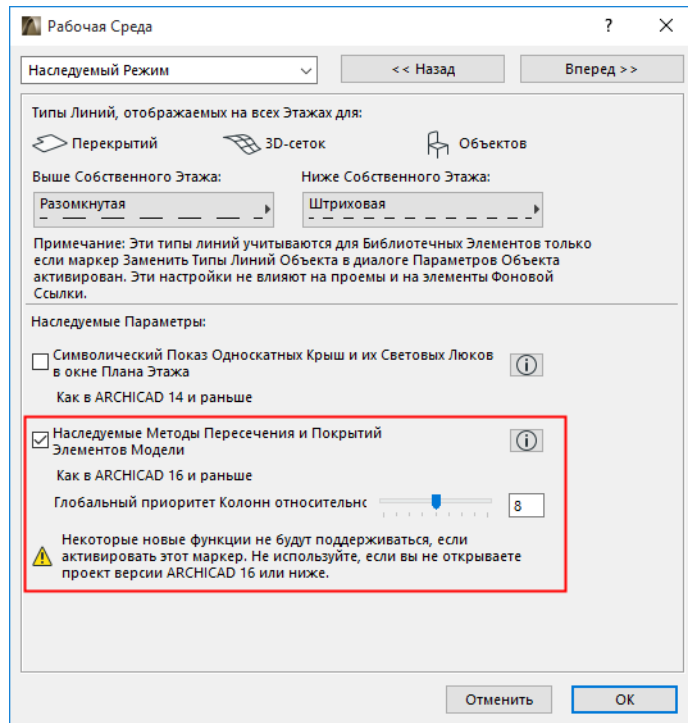 Рабочая Среда
?
Наследуемый Режим
<< Назад
Вперед >>
Типы Линий, отображаемых на всех Этажах для:
Перекрытий
3D-сеток
Объектов
Выше Собственного Этажа:
Ниже Собственного Этажа:
Разомкнутая
Штриховая
Примечание: Эти типы линий учитываются для Библиотечных Элементов только
если маркер Заменить Типы Линий Объекта в диалоге Параметров Объекта
активирован. Эти настройки не влияют на проемы и на элементы Фоновой
Ссылки.
Наследуемые Параметры:
Символический Показ Односкатных Крыш и их Световых Люков
в окне Плана Этажа
Как в ARCHICAD 14 и раньше
Наследуемые Методы Пересечения и Покрытий
Элементов Модели
Как в ARCHICAD 16 и раньше
Глобальный приоритет Колонн относительнс
8
Некоторые новые функции не будут поддерживаться, если
активировать этот маркер. Не используйте, если вы не открываете
проект версии ARCHICAD 16 или ниже.
Отменить
OK